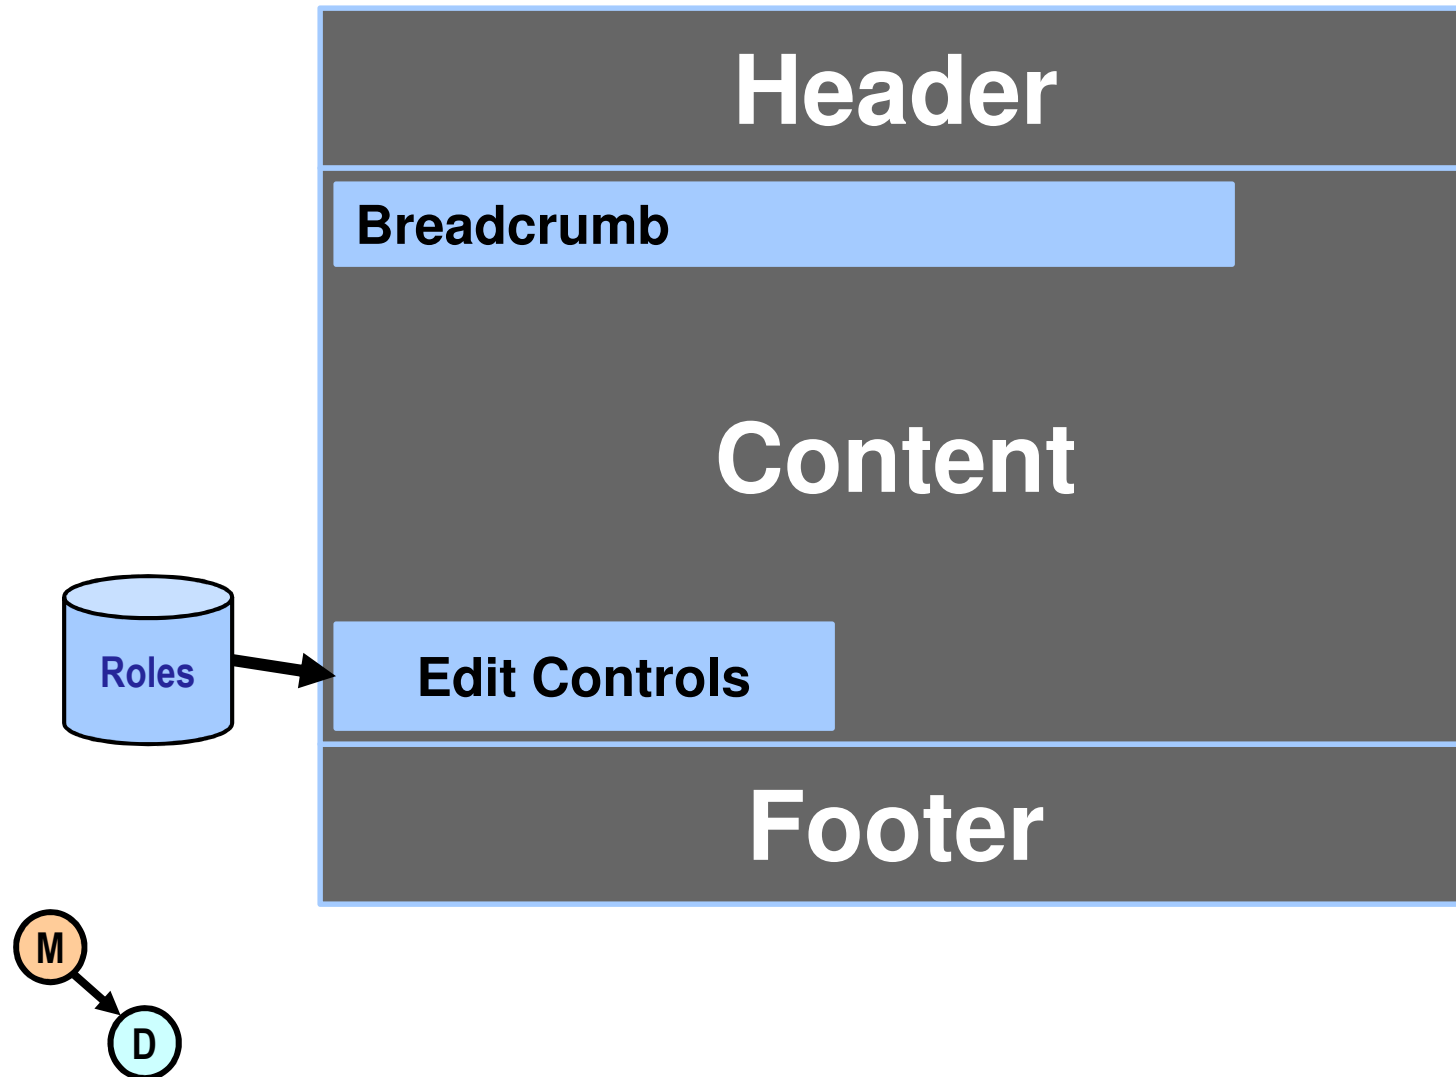 Header
Breadcrumb
Content
Roles
Edit Controls
Footer
M
D